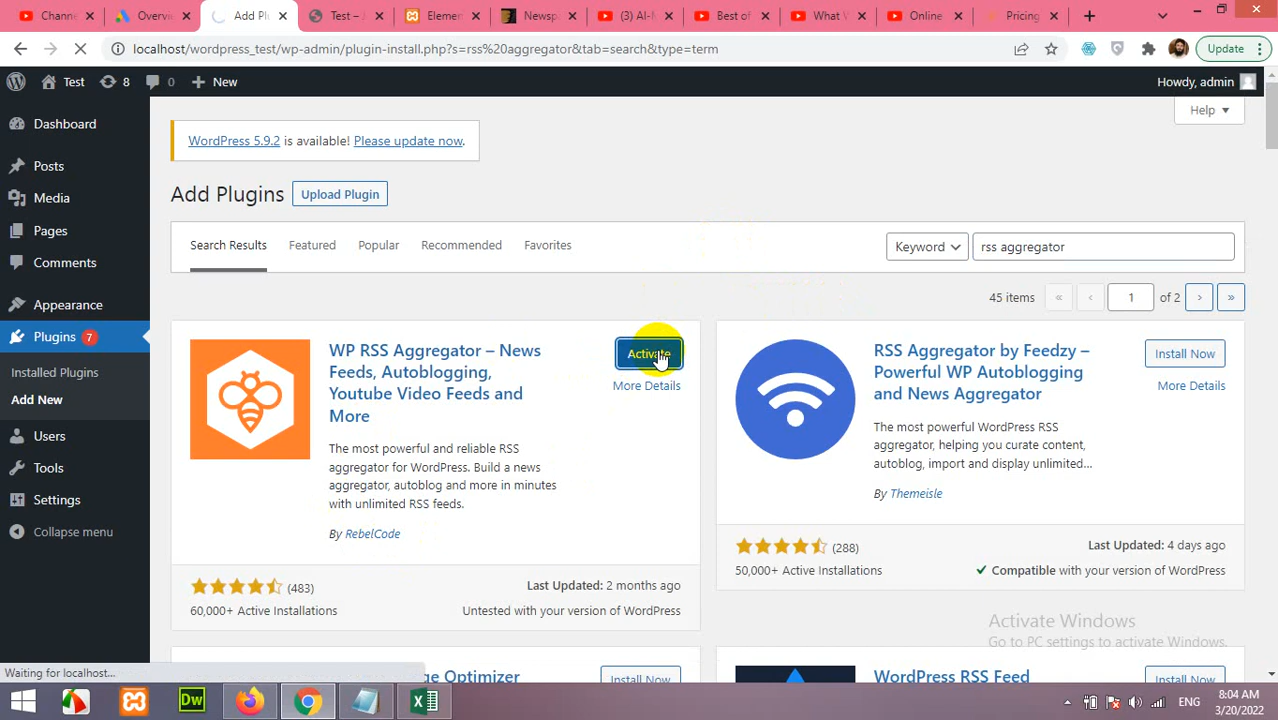 Channe
Overvi
Add Plu
Test –
Elemen
Newsp
(3) AI-M
Best of
What W
Online
Pricing
localhost/wordpress_test/wp-admin/plugin-install.php?s=rss%20aggregator&tab=search&type=term
Update
Test
8
0
New
Howdy, admin
Dashboard
Posts
Media
Pages
Comments
Appearance
Plugins 7
Installed Plugins
Add New
Users
Tools
Settings
Collapse menu
Help
WordPress 5.9.2 is available! Please update now.
Add Plugins
Upload Plugin
Search Results
Featured
Popular
Recommended
Favorites
Keyword
rss aggregator
45 items
«
‹
1
of 2
›
»
WP RSS Aggregator – News
Feeds, Autoblogging,
Youtube Video Feeds and
More
Activate
More Details
The most powerful and reliable RSS
aggregator for WordPress. Build a news
aggregator, autoblog and more in minutes
with unlimited RSS feeds.
By RebelCode
(483)
60,000+ Active Installations
Last Updated: 2 months ago
Untested with your version of WordPress
RSS Aggregator by Feedzy –
Powerful WP Autoblogging
and News Aggregator
Install Now
More Details
The most powerful WordPress RSS
aggregator, helping you curate content,
autoblog, import and display unlimited...
By Themeisle
(288)
50,000+ Active Installations
Last Updated: 4 days ago
Compatible with your version of WordPress
Activate Windows
Go to PC settings to activate Windows.
ge Optimizer
Install Now
WordPress RSS Feed
Install Now
Waiting for localhost...
Dw
ENG
8:04 AM
3/20/2022